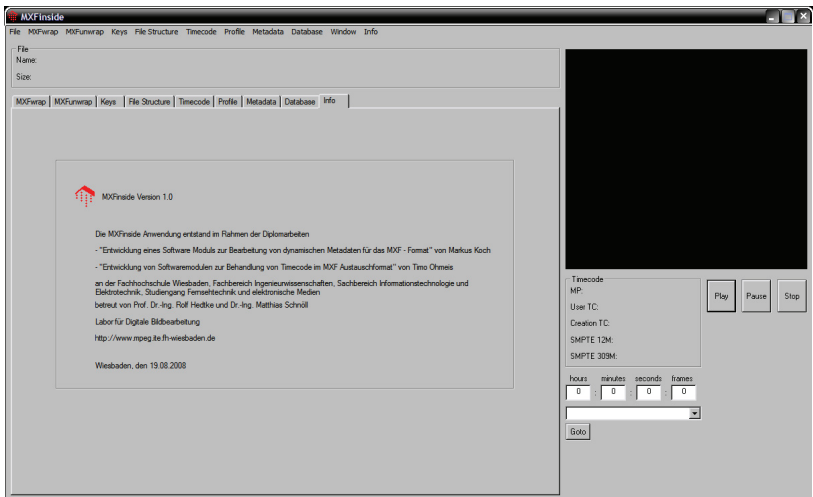 MXFinside
File MXFwrap MXFunwrap Keys File Structure Timecode Profile Metadata Database Window Info
File
Name:
Size:
MXFwrap MXFunwrap Keys File Structure Timecode Profile Metadata Database Info
MXFinside Version 1.0
Die MXFinside Anwendung entstand im Rahmen der Diplomarbeiten
- "Entwicklung eines Software Moduls zur Bearbeitung von dynamischen Metadaten für das MXF - Format" von Markus Koch
- "Entwicklung von Softwaremodulen zur Behandlung von Timecode im MXF Austauschformat" von Timo Ohmeis
an der Fachhochschule Wiesbaden, Fachbereich Ingenieurwissenschaften, Sachbereich Informationstechnologie und
Elektrotechnik, Studiengang Fernsehtechnik und elektronische Medien
betreut von Prof. Dr.-Ing. Rolf Hedtke und Dr.-Ing. Matthias Schnöll
Labor für Digitale Bildbearbeitung
http://www.mpeg.ite.fh-wiesbaden.de
Wiesbaden, den 19.08.2008
Timecode
MP:
User TC:
Creation TC:
SMPTE 12M:
SMPTE 309M:
Play Pause Stop
hours minutes seconds frames
0 : 0 : 0 : 0
Goto